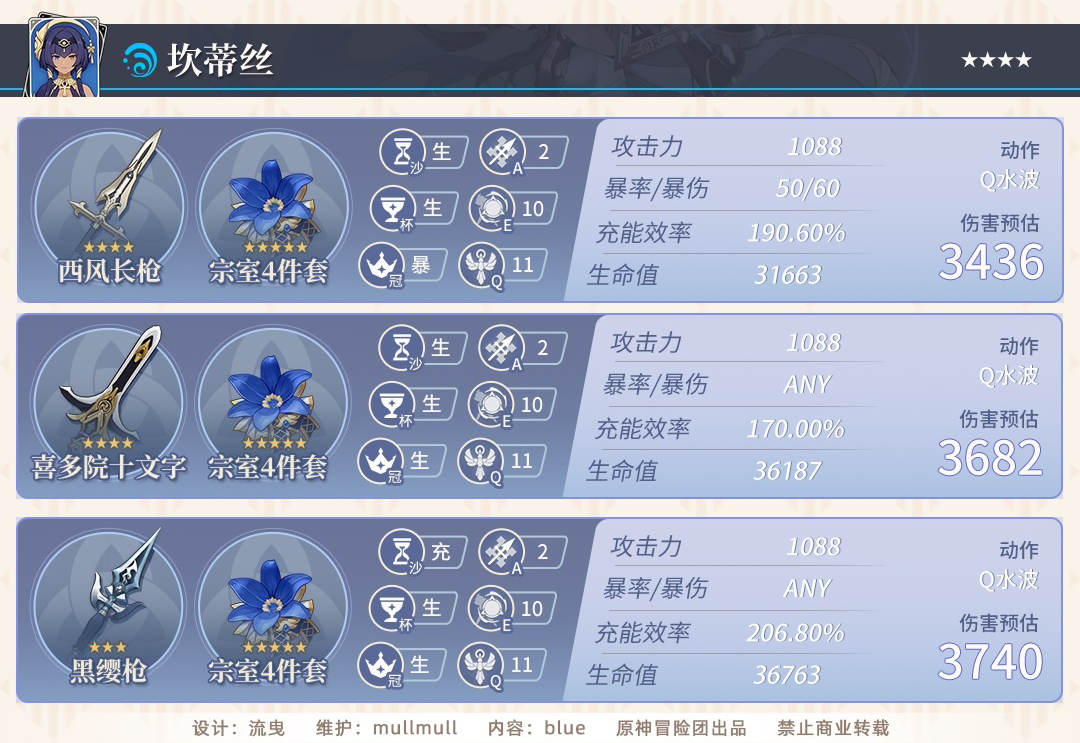 坎蒂丝
★★★★
西风长枪
宗室4件套
沙 生
A 2
杯 生
E 10
冠 暴
Q 11
攻击力 1088
暴率/暴伤 50/60
充能效率 190.60%
生命值 31663
动作
Q水波
伤害预估
3436
喜多院十文字
宗室4件套
沙 生
A 2
杯 生
E 10
冠 生
Q 11
攻击力 1088
暴率/暴伤 ANY
充能效率 170.00%
生命值 36187
动作
Q水波
伤害预估
3682
黑缨枪
宗室4件套
沙 充
A 2
杯 生
E 10
冠 生
Q 11
攻击力 1088
暴率/暴伤 ANY
充能效率 206.80%
生命值 36763
动作
Q水波
伤害预估
3740
设计：流曳 维护：mullmull 内容：blue 原神冒险团出品 禁止商业转载